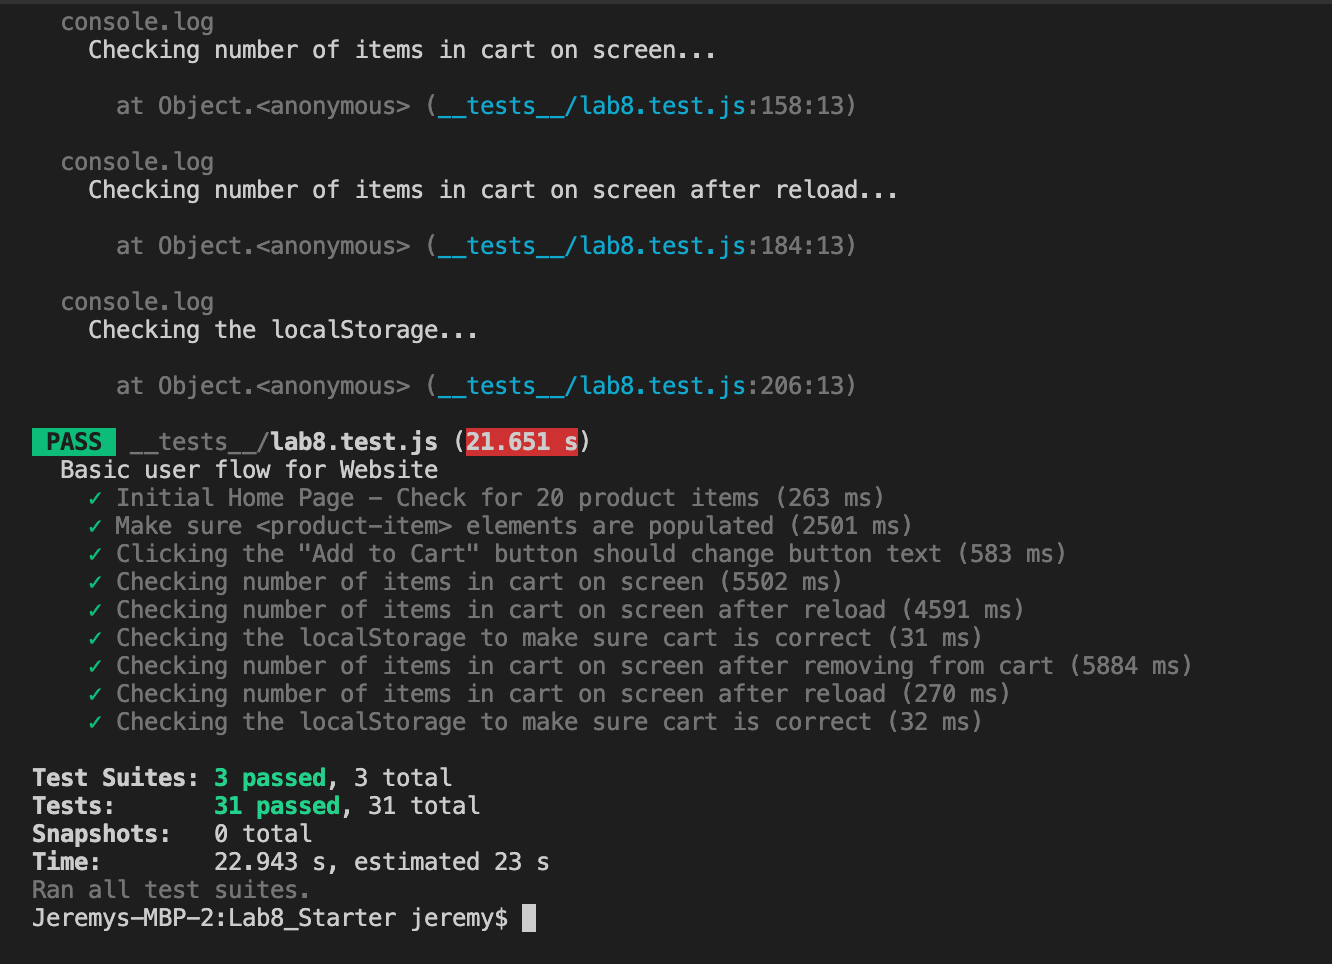 console.log
Checking number of items in cart on screen...
at Object.<anonymous> (__tests__/lab8.test.js:158:13)
console.log
Checking number of items in cart on screen after reload...
at Object.<anonymous> (__tests__/lab8.test.js:184:13)
console.log
Checking the localStorage...
at Object.<anonymous> (__tests__/lab8.test.js:206:13)
PASS __tests__/lab8.test.js (21.651 s)
Basic user flow for Website
✓ Initial Home Page – Check for 20 product items (263 ms)
✓ Make sure <product-item> elements are populated (2501 ms)
✓ Clicking the "Add to Cart" button should change button text (583 ms)
✓ Checking number of items in cart on screen (5502 ms)
✓ Checking number of items in cart on screen after reload (4591 ms)
✓ Checking the localStorage to make sure cart is correct (31 ms)
✓ Checking number of items in cart on screen after removing from cart (5884 ms)
✓ Checking number of items in cart on screen after reload (270 ms)
✓ Checking the localStorage to make sure cart is correct (32 ms)
Test Suites: 3 passed, 3 total
Tests: 31 passed, 31 total
Snapshots: 0 total
Time: 22.943 s, estimated 23 s
Ran all test suites.
Jeremys-MBP-2:Lab8_Starter jeremy$